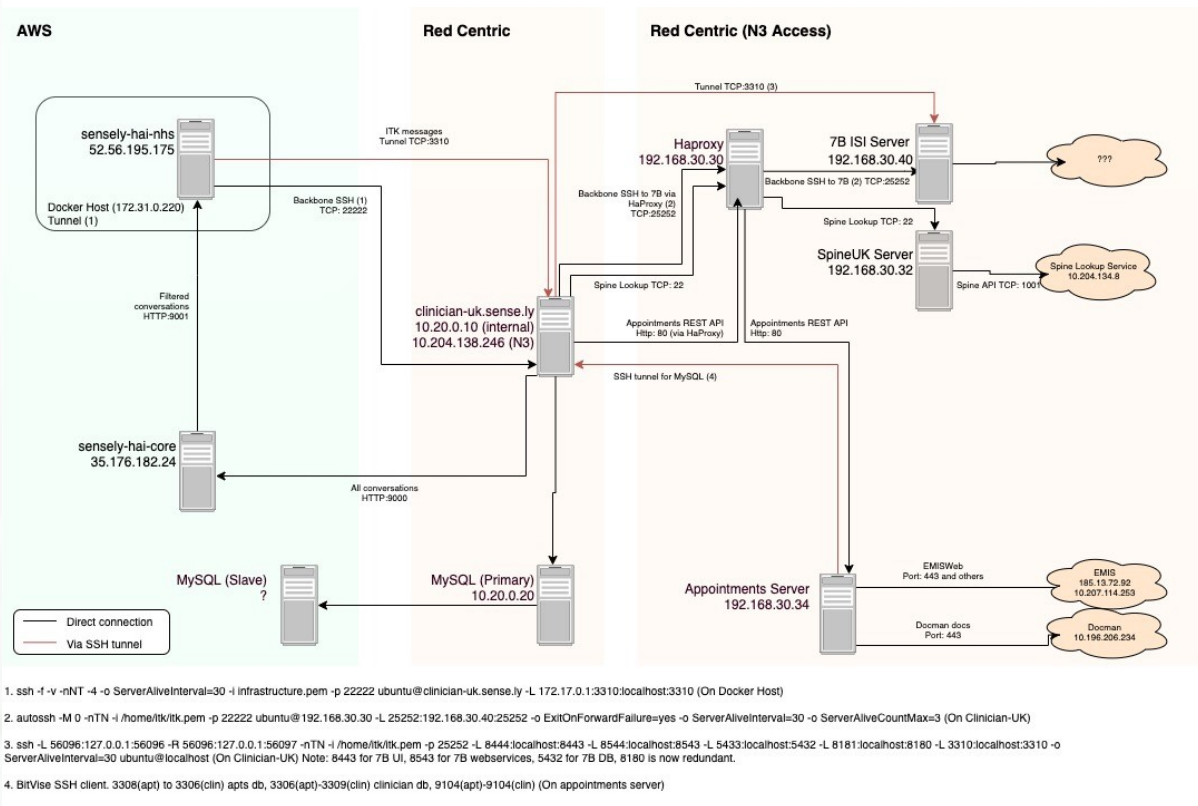 AWS
Red Centric
Red Centric (N3 Access)
Tunnel TCP:3310 (3)
sensely-hai-nhs
52.56.195.175
ITK messages
Tunnel TCP:3310
Haproxy
192.168.30.30
7B ISI Server
192.168.30.40
???
Backbone SSH to 7B (2) TCP:25252
Docker Host (172.31.0.220)
Tunnel (1)
Backbone SSH (1)
TCP: 22222
Backbone SSH to 7B via
HaProxy (2)
TCP:25252
Spine Lookup TCP: 22
SpineUK Server
192.168.30.32
Spine Lookup Service
10.204.134.8
Spine API TCP: 1001
Spine Lookup TCP: 22
Filtered
conversations
HTTP:9001
clinician-uk.sense.ly
10.20.0.10 (internal)
10.204.138.246 (N3)
Appointments REST API
Http: 80 (via HaProxy)
Appointments REST API
Http: 80
SSH tunnel for MySQL (4)
sensely-hai-core
35.176.182.24
All conversations
HTTP:9000
MySQL (Slave)
?
MySQL (Primary)
10.20.0.20
Appointments Server
192.168.30.34
EMISWeb
Port: 443 and others
EMIS
185.13.72.92
10.207.114.253
Docman docs
Port: 443
Docman
10.196.206.234
Direct connection
Via SSH tunnel
1. ssh -f -v -nNT -4 -o ServerAliveInterval=30 -i infrastructure.pem -p 22222 ubuntu@clinician-uk.sense.ly -L 172.17.0.1:3310:localhost:3310 (On Docker Host)
2. autossh -M 0 -nTN -i /home/itk/itk.pem -p 22222 ubuntu@192.168.30.30 -L 25252:192.168.30.40:25252 -o ExitOnForwardFailure=yes -o ServerAliveInterval=30 -o ServerAliveCountMax=3 (On Clinician-UK)
3. ssh -L 56096:127.0.0.1:56096 -R 56096:127.0.0.1:56097 -nTN -i /home/itk/itk.pem -p 25252 -L 8444:localhost:8443 -L 8544:localhost:8543 -L 5433:localhost:5432 -L 8181:localhost:8180 -L 3310:localhost:3310 -o
ServerAliveInterval=30 ubuntu@localhost (On Clinician-UK) Note: 8443 for 7B UI, 8543 for 7B webservices, 5432 for 7B DB, 8180 is now redundant.
4. BitVise SSH client. 3308(apt) to 3306(clin) apts db, 3306(apt)-3309(clin) clinician db, 9104(apt)-9104(clin) (On appointments server)